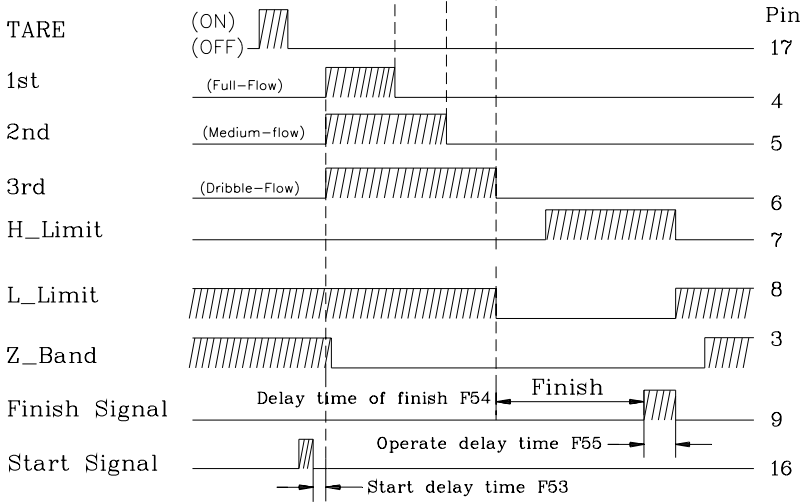 Pin
TARE (ON)
(OFF) 17
1st (Full-Flow) 4
2nd (Medium-flow) 5
3rd (Dribble-Flow) 6
H_Limit 7
L_Limit 8
Z_Band 3
Delay time of finish F54 Finish
Finish Signal 9
Operate delay time F55
Start Signal 16
Start delay time F53